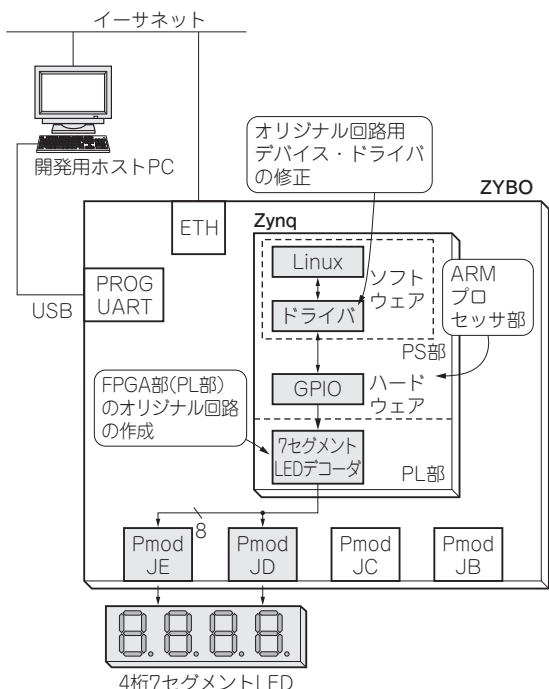 イーサネット
開発用ホストPC
オリジナル回路用
デバイス・ドライバ
の修正
ZYBO
ETH
Zynq
Linux
ソフト
ウェア
ドライバ
ARM
プロ
セッサ部
PROG
UART
USB
PS部
FPGA部(PL部)
のオリジナル回路
の作成
GPIO
ハード
ウェア
7セグメント
LEDデコーダ
PL部
8
Pmod
JE
Pmod
JD
Pmod
JC
Pmod
JB
8.8.8.8.
4桁7セグメントLED